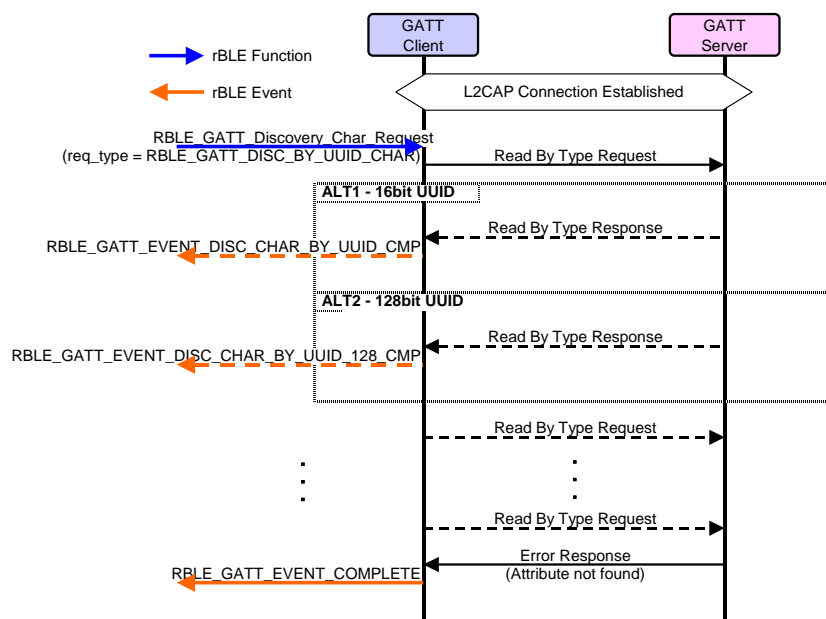 GATT
Client
GATT
Server
rBLE Function
rBLE Event
L2CAP Connection Established
RBLE_GATT_Discovery_Char_Request
(req_type = RBLE_GATT_DISC_BY_UUID_CHAR)
Read By Type Request
ALT1 - 16bit UUID
Read By Type Response
RBLE_GATT_EVENT_DISC_CHAR_BY_UUID_CMP
ALT2 - 128bit UUID
Read By Type Response
RBLE_GATT_EVENT_DISC_CHAR_BY_UUID_128_CMP
Read By Type Request
Read By Type Request
Error Response
(Attribute not found)
RBLE_GATT_EVENT_COMPLETE